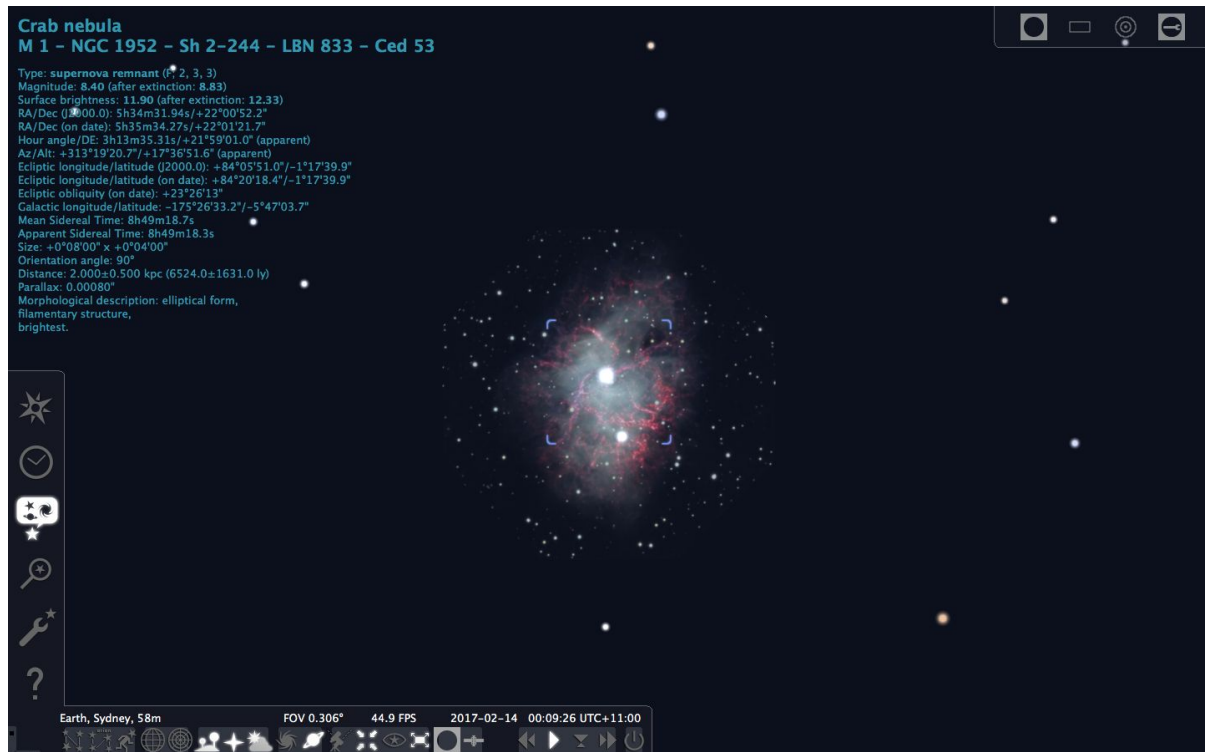 Crab nebula
M 1 – NGC 1952 – Sh 2-244 – LBN 833 – Ced 53
Type: supernova remnant (P, 2, 3, 3)
Magnitude: 8.40 (after extinction: 8.83)
Surface brightness: 11.90 (after extinction: 12.33)
RA/Dec (J2000.0): 5h34m31.94s/+22°00'52.2"
RA/Dec (on date): 5h35m34.27s/+22°01'21.7"
Hour angle/DE: 3h13m35.31s/+21°59'01.0" (apparent)
Az/Alt: +313°19'20.7"/+17°36'51.6" (apparent)
Ecliptic longitude/latitude (J2000.0): +84°05'51.0"/-1°17'39.9"
Ecliptic longitude/latitude (on date): +84°20'18.4"/-1°17'39.9"
Ecliptic obliquity (on date): +23°26'13"
Galactic longitude/latitude: -175°26'33.2"/-5°47'03.7"
Mean Sidereal Time: 8h49m18.7s
Apparent Sidereal Time: 8h49m18.3s
Size: +0°08'00" x +0°04'00"
Orientation angle: 90°
Distance: 2.000±0.500 kpc (6524.0±1631.0 ly)
Parallax: 0.00080"
Morphological description: elliptical form,
filamentary structure,
brightest.
Earth, Sydney, 58m FOV 0.306° 44.9 FPS 2017-02-14 00:09:26 UTC+11:00